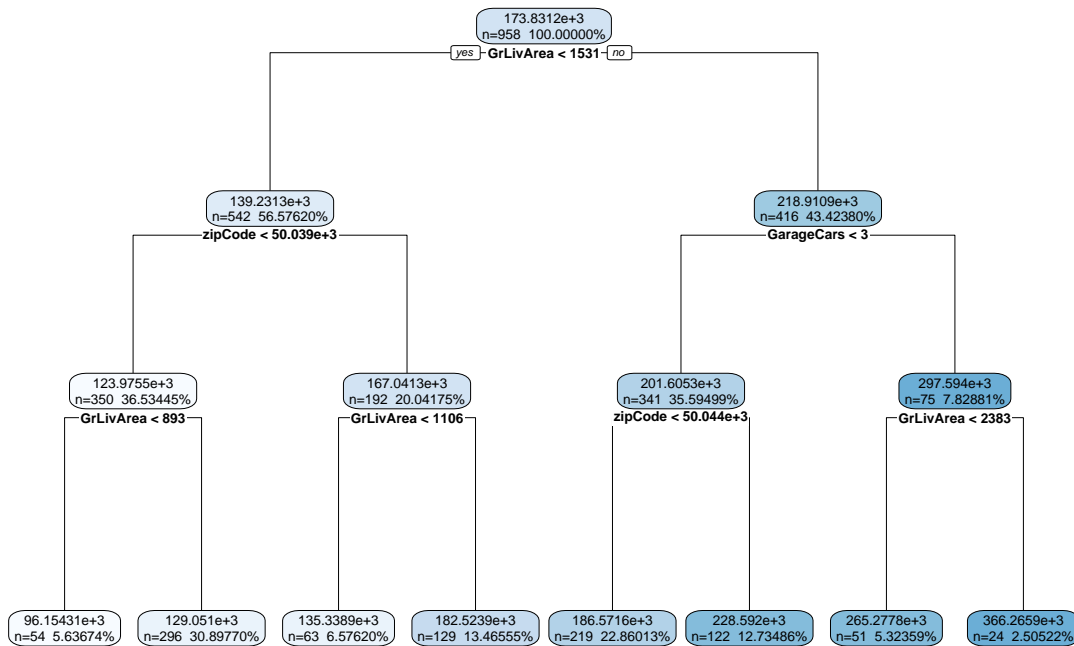 173.8312e+3
n=958 100.00000%
yes GrLivArea < 1531 no
139.2313e+3
n=542 56.57620%
zipCode < 50.039e+3
218.9109e+3
n=416 43.42380%
GarageCars < 3
123.9755e+3
n=350 36.53445%
GrLivArea < 893
167.0413e+3
n=192 20.04175%
GrLivArea < 1106
201.6053e+3
n=341 35.59499%
zipCode < 50.044e+3
297.594e+3
n=75 7.82881%
GrLivArea < 2383
96.15431e+3
n=54 5.63674%
129.051e+3
n=296 30.89770%
135.3389e+3
n=63 6.57620%
182.5239e+3
n=129 13.46555%
186.5716e+3
n=219 22.86013%
228.592e+3
n=122 12.73486%
265.2778e+3
n=51 5.32359%
366.2659e+3
n=24 2.50522%